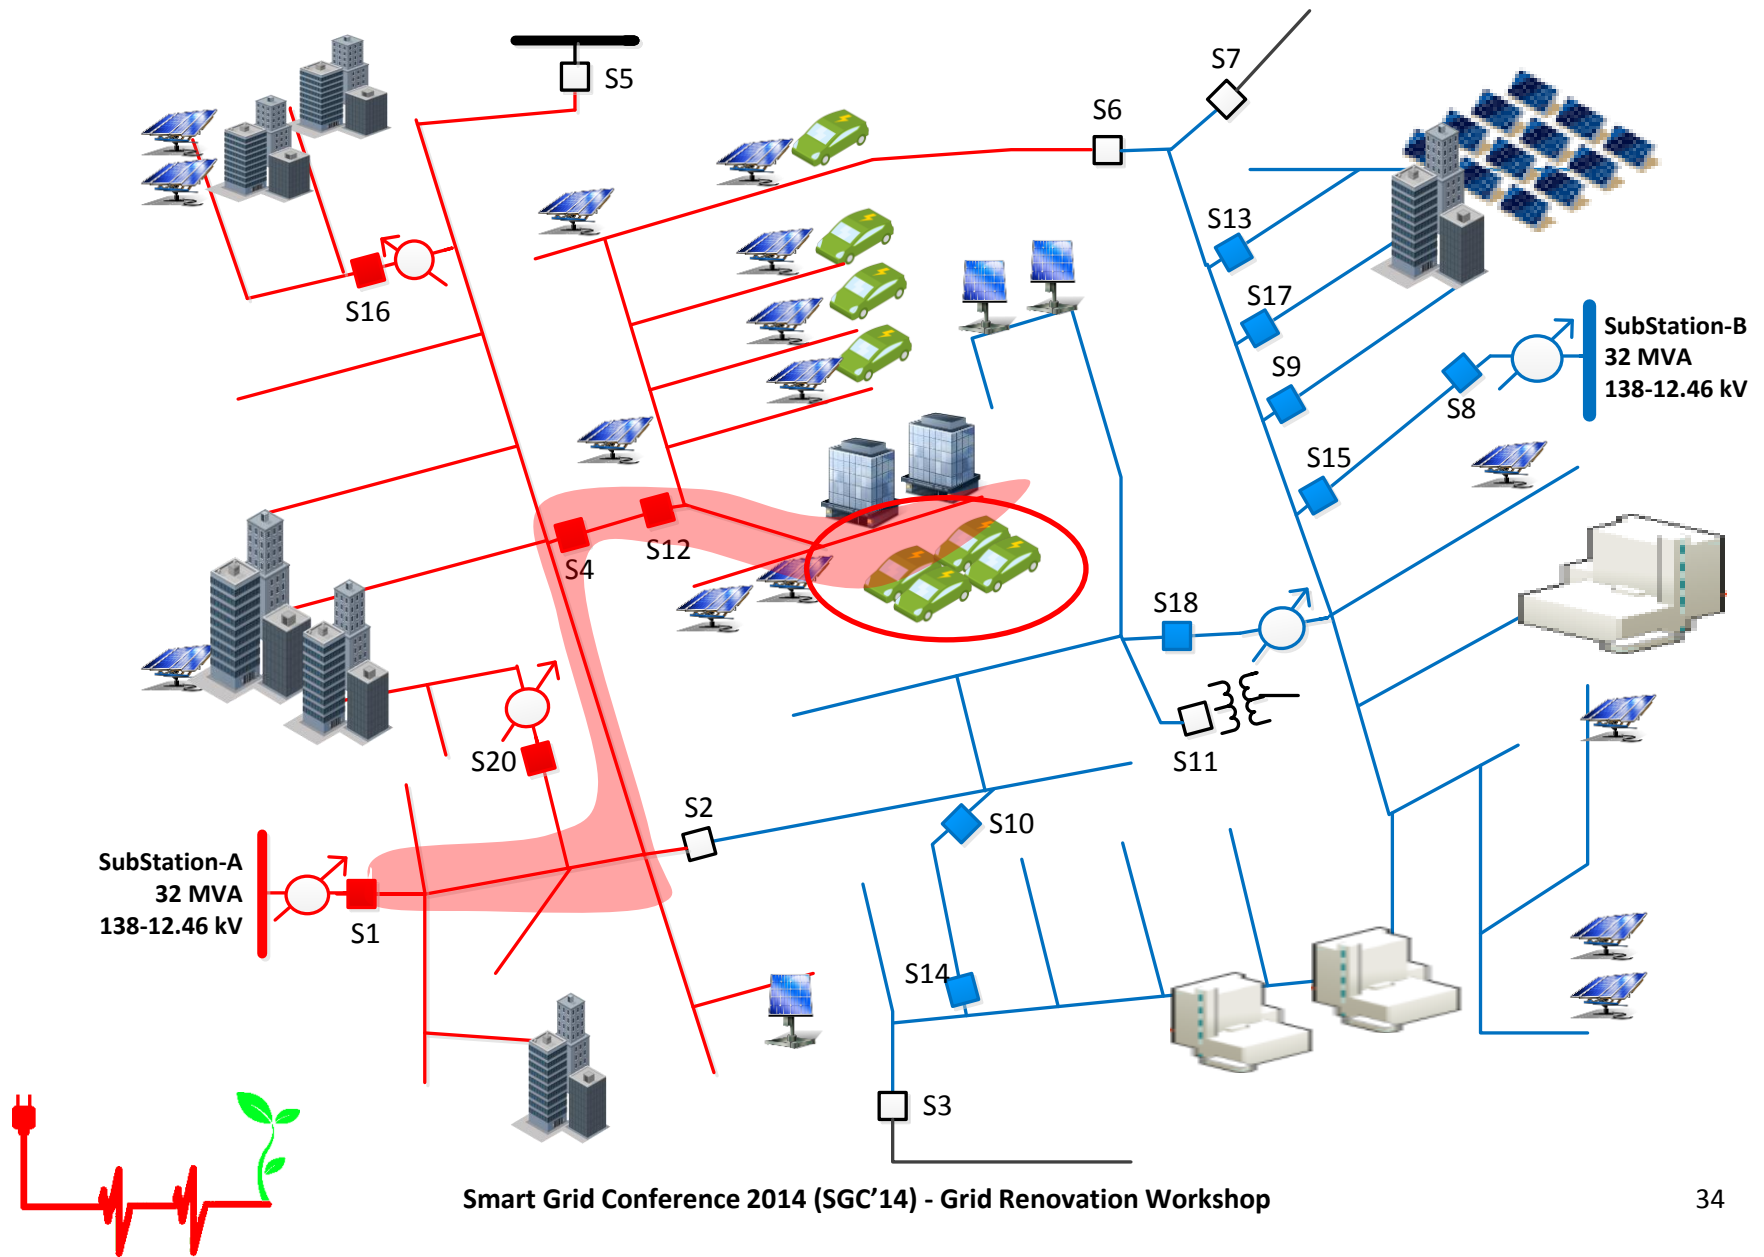 S5
S7
S6
S13
S16
S17
SubStation-B
32 MVA
138-12.46 kV
S9
S8
S15
S12
S4
S18
S20
S11
S2
S10
SubStation-A
32 MVA
138-12.46 kV
S1
S14
S3
Smart Grid Conference 2014 (SGC’14) - Grid Renovation Workshop
34